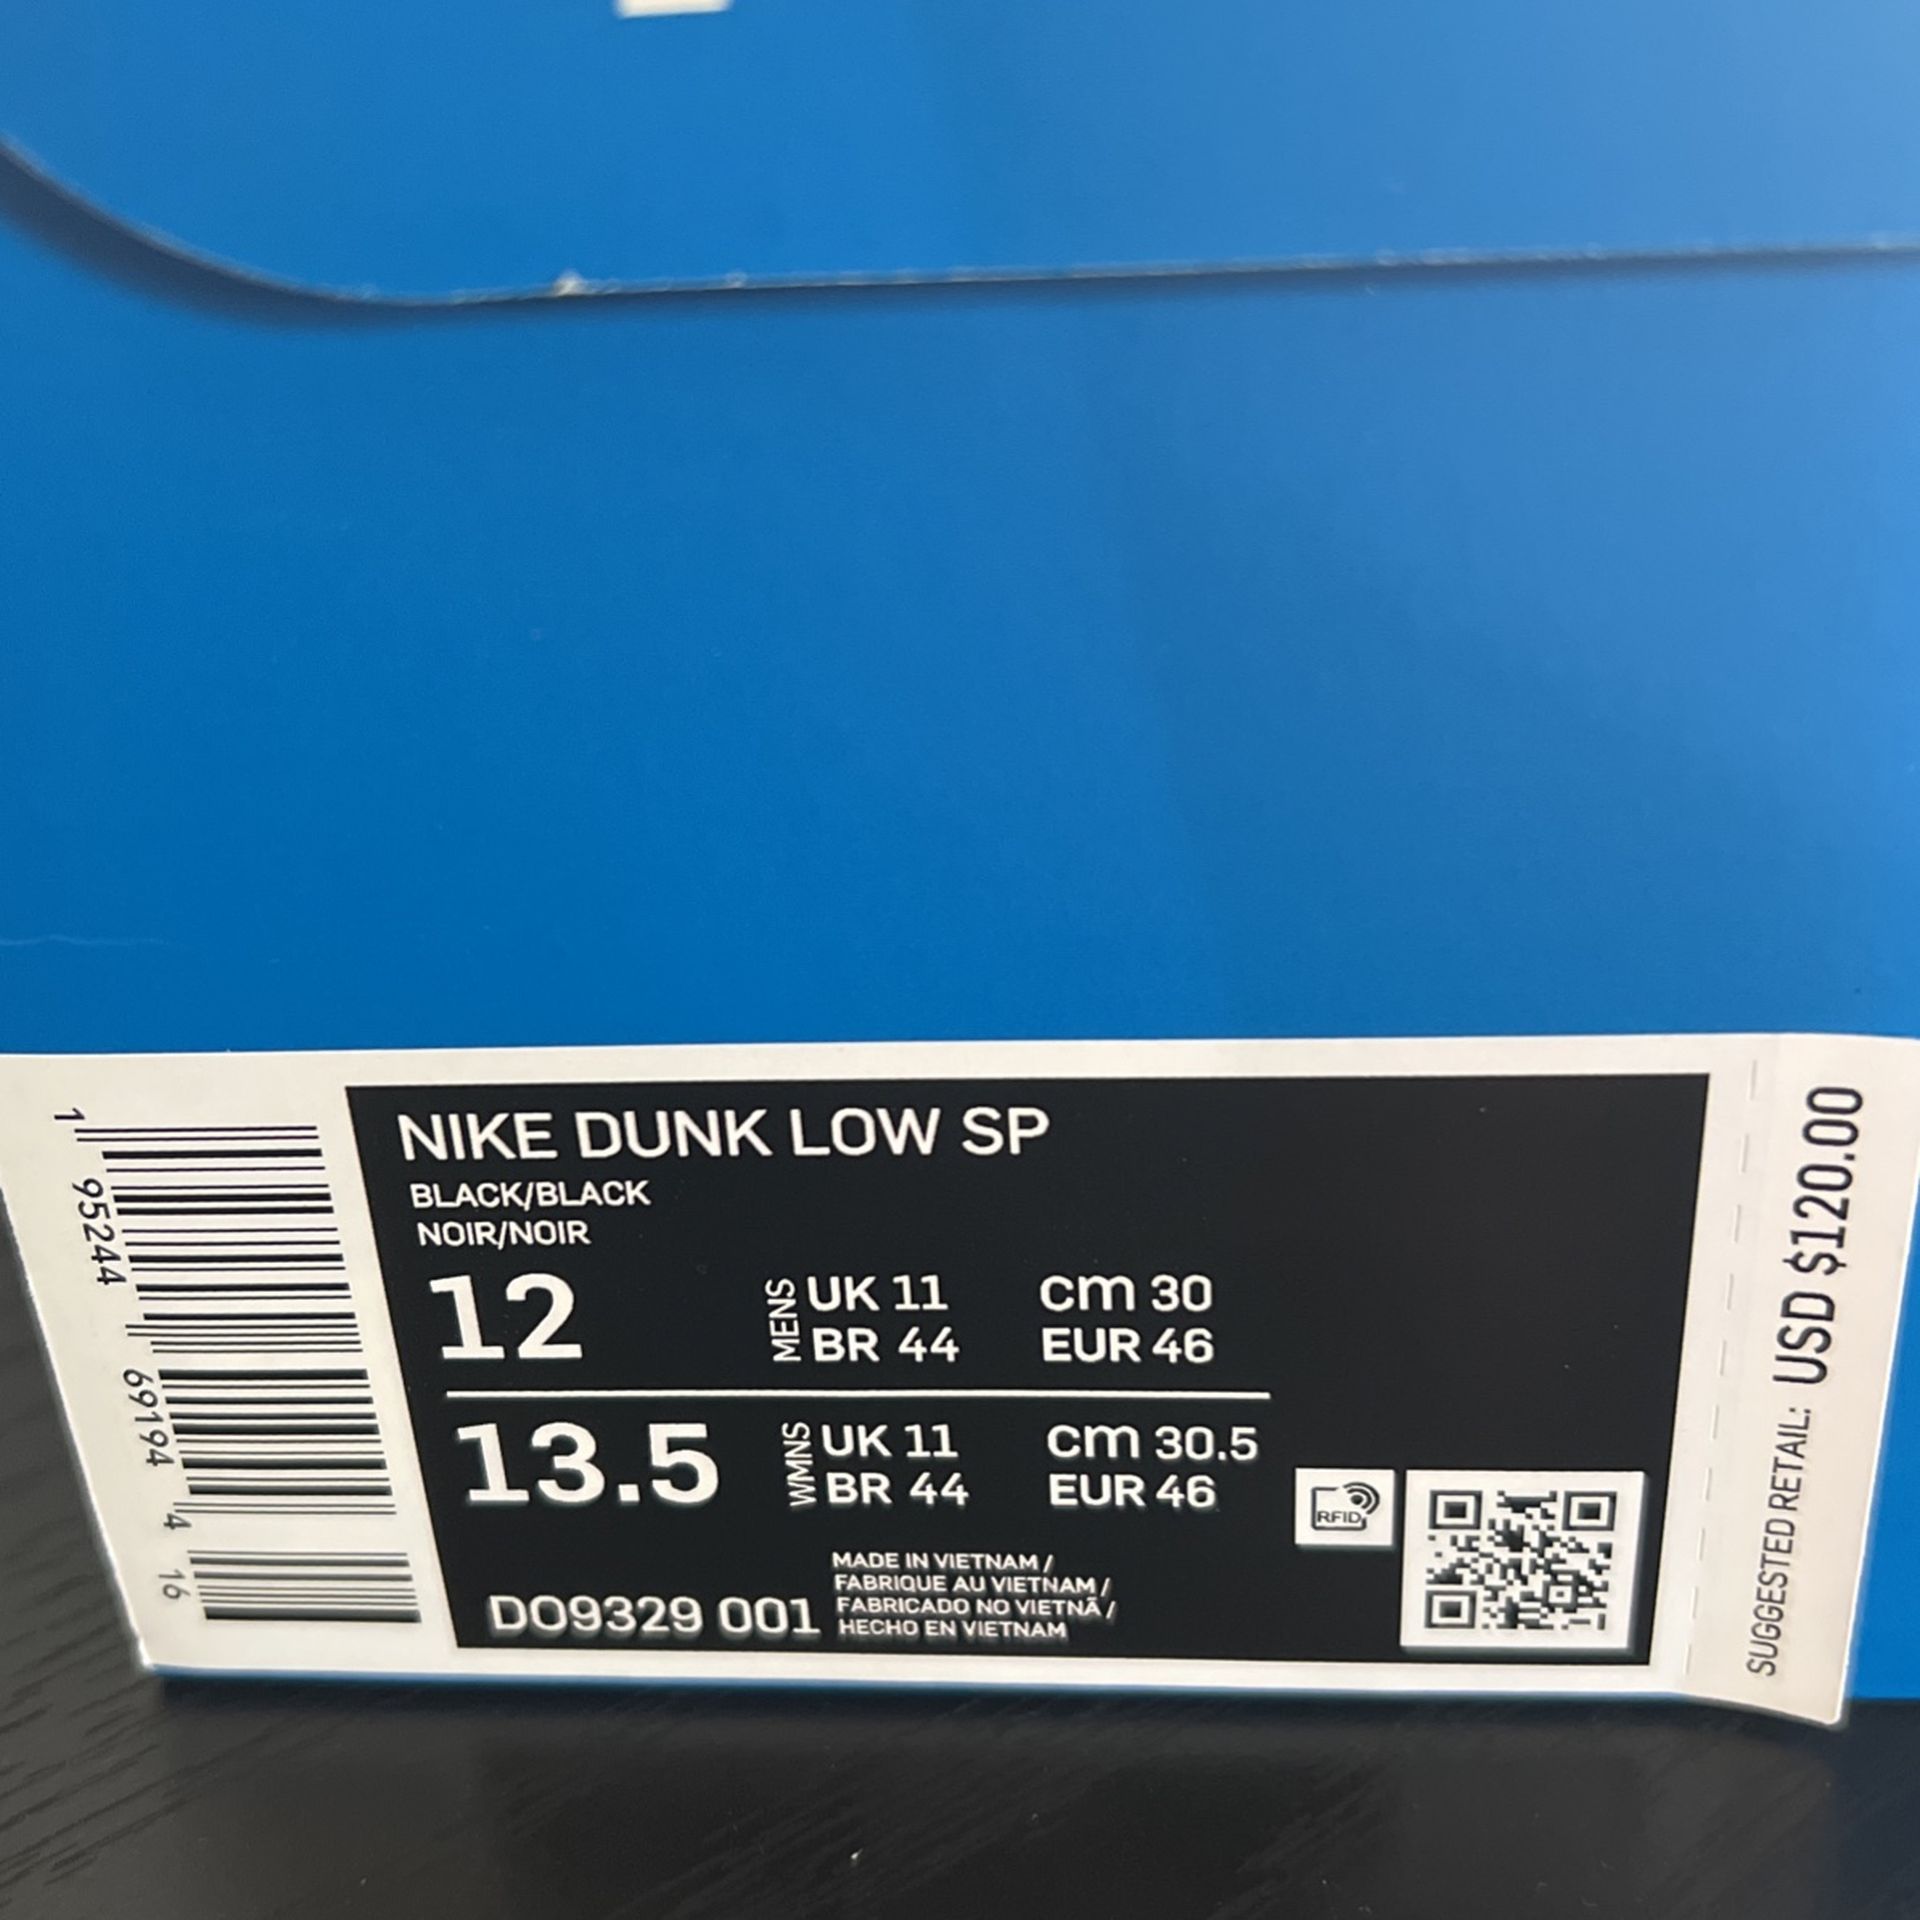 NIKE DUNK LOW SP
BLACK/BLACK
NOIR/NOIR
12
MENS
UK 11
CM 30
BR 44
EUR 46
13.5
WMNS
UK 11
CM 30.5
BR 44
EUR 46
RFID
DO9329 001
MADE IN VIETNAM /
FABRIQUE AU VIETNAM /
FABRICADO NO VIETNÃ /
HECHO EN VIETNAM
1 95244 69194 4 16
SUGGESTED RETAIL: USD $120.00